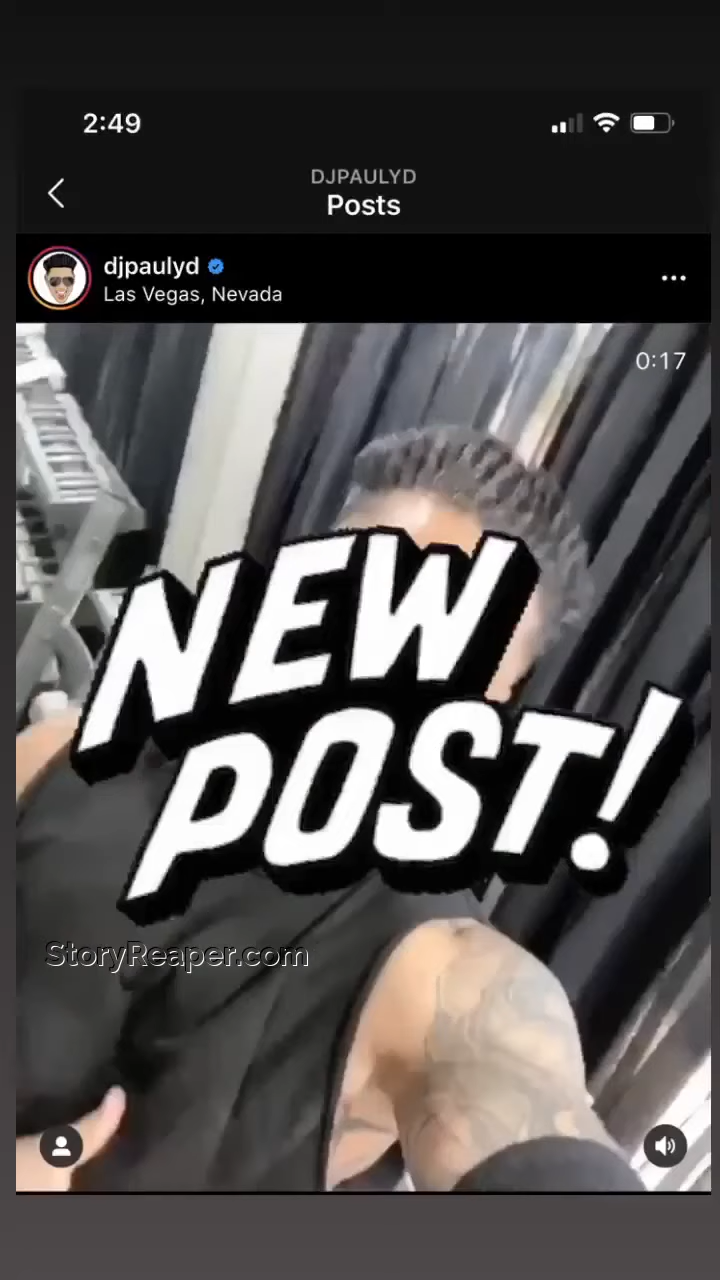 2:49
DJPAULYD
Posts
djpaulyd
Las Vegas, Nevada
0:17
NEW
POST!
StoryReaper.com